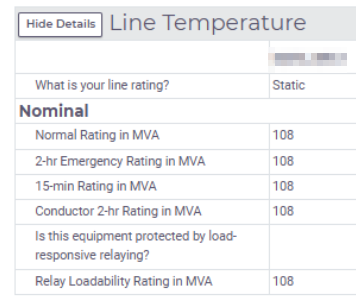 Hide Details Line Temperature
What is your line rating? Static
Nominal
Normal Rating in MVA 108
2-hr Emergency Rating in MVA 108
15-min Rating in MVA 108
Conductor 2-hr Rating in MVA 108
Is this equipment protected by load-
responsive relaying?
Relay Loadability Rating in MVA 108